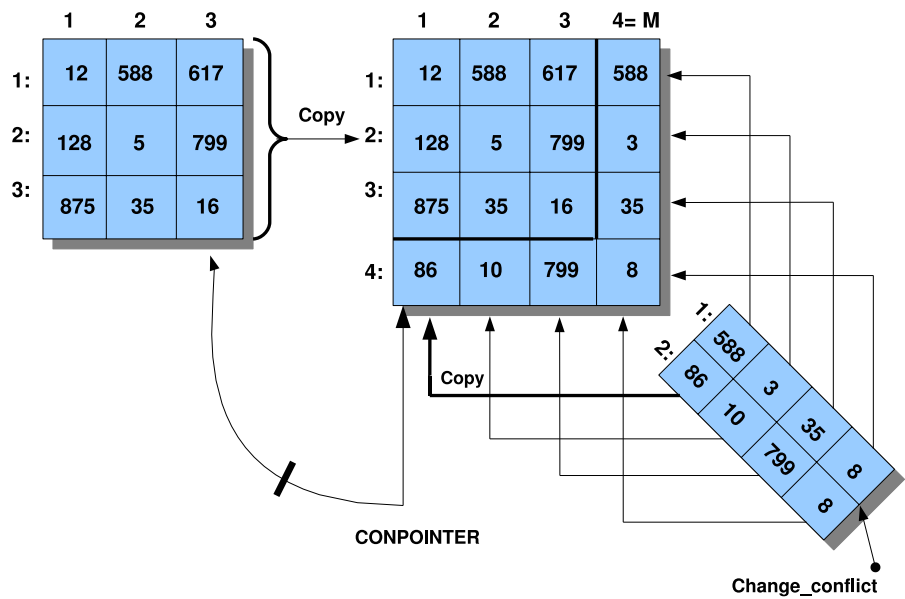 1 2 3
1: 12 588 617
2: 128 5 799
3: 875 35 16
Copy
1 2 3 4= M
1: 12 588 617 588
2: 128 5 799 3
3: 875 35 16 35
4: 86 10 799 8
1: 588 3 35 8
2: 86 10 799 8
Copy
CONPOINTER
Change_conflict